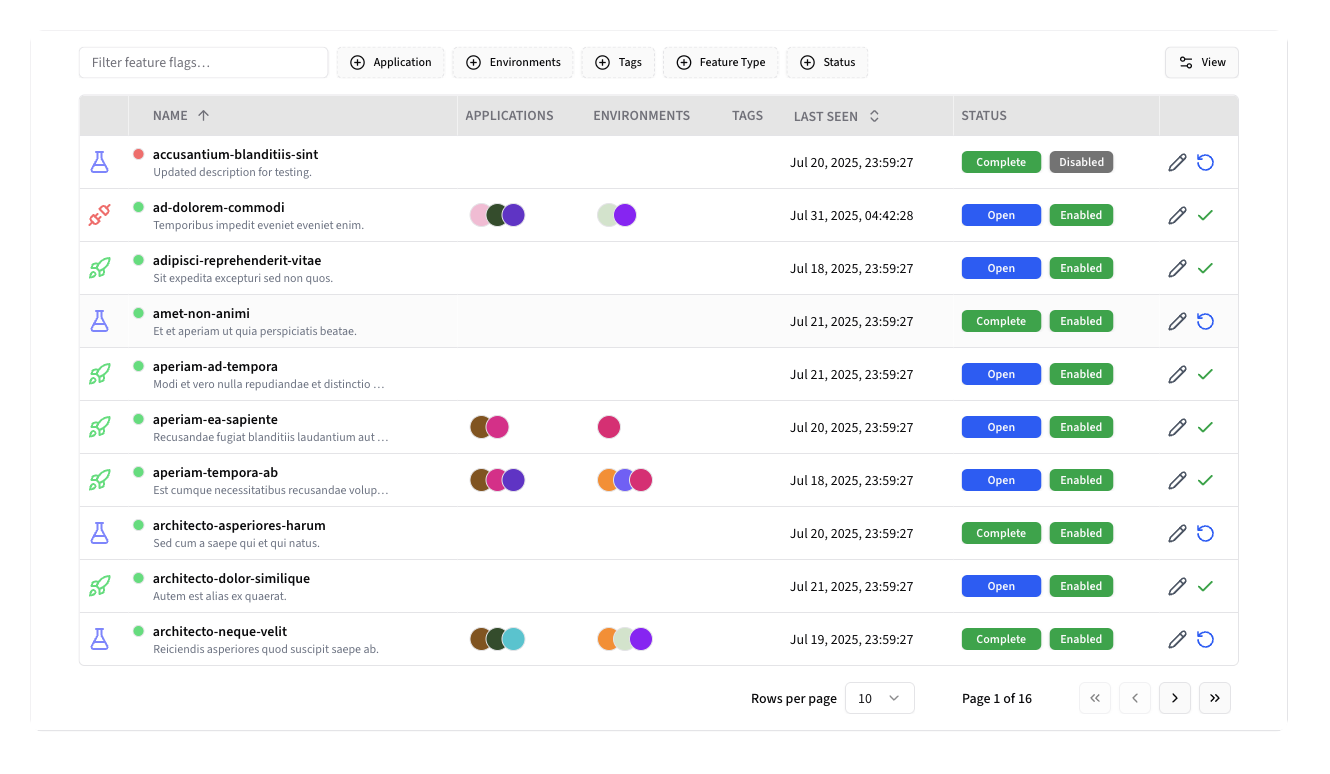 Filter feature flags… Application Environments Tags Feature Type Status View
NAME APPLICATIONS ENVIRONMENTS TAGS LAST SEEN STATUS
accusantium-blanditiis-sint
Updated description for testing.
Jul 20, 2025, 23:59:27 Complete Disabled
ad-dolorem-commodi
Temporibus impedit eveniet eveniet enim.
Jul 31, 2025, 04:42:28 Open Enabled
adipisci-reprehenderit-vitae
Sit expedita excepturi sed non quos.
Jul 18, 2025, 23:59:27 Open Enabled
amet-non-animi
Et et aperiam ut quia perspiciatis beatae.
Jul 21, 2025, 23:59:27 Complete Enabled
aperiam-ad-tempora
Modi et vero nulla repudiandae et distinctio …
Jul 21, 2025, 23:59:27 Open Enabled
aperiam-ea-sapiente
Recusandae fugiat blanditiis laudantium aut …
Jul 20, 2025, 23:59:27 Open Enabled
aperiam-tempora-ab
Est cumque necessitatibus recusandae volup…
Jul 18, 2025, 23:59:27 Open Enabled
architecto-asperiores-harum
Sed cum a saepe qui et qui natus.
Jul 20, 2025, 23:59:27 Complete Enabled
architecto-dolor-similique
Autem est alias ex quaerat.
Jul 21, 2025, 23:59:27 Open Enabled
architecto-neque-velit
Reiciendis asperiores quod suscipit saepe ab.
Jul 19, 2025, 23:59:27 Complete Enabled
Rows per page 10 Page 1 of 16